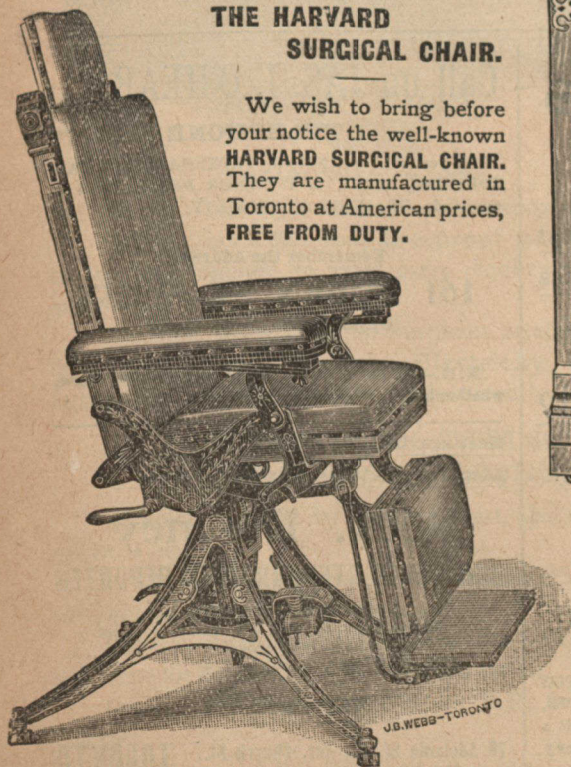 THE HARVARD
SURGICAL CHAIR.
We wish to bring before
your notice the well-known
HARVARD SURGICAL CHAIR.
They are manufactured in
Toronto at American prices,
FREE FROM DUTY.
J.B. WEBB-TORONTO